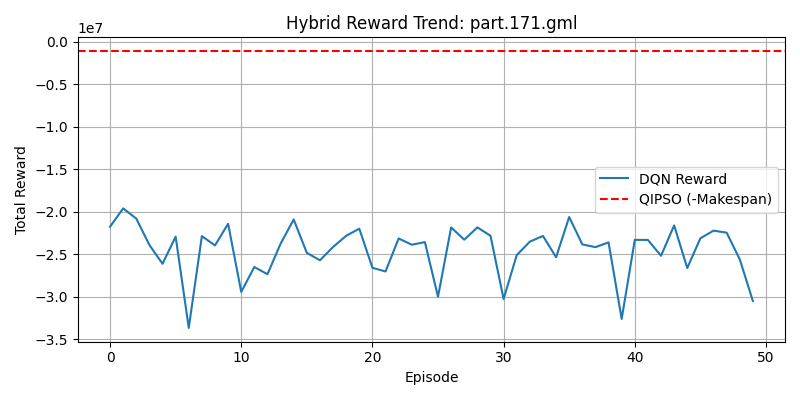 Hybrid Reward Trend: part.171.gml
1e7
0.0
−0.5
−1.0
−1.5
−2.0
−2.5
−3.0
−3.5
Total Reward
DQN Reward
QIPSO (-Makespan)
0 10 20 30 40 50
Episode